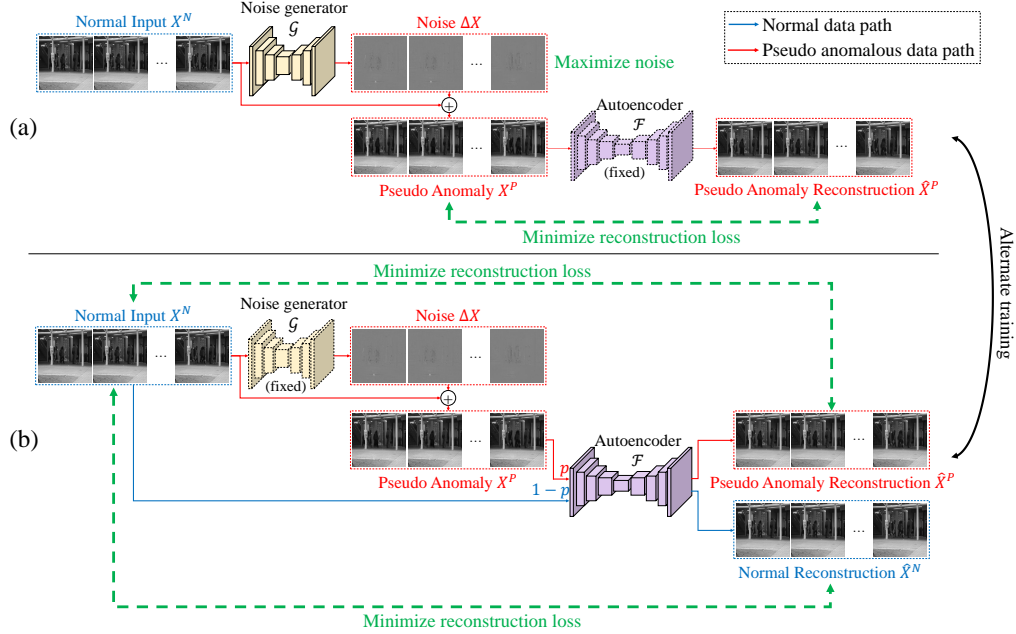 Normal Input X^N
Noise generator
𝒢
Noise ΔX
Normal data path
Pseudo anomalous data path
...
...
Maximize noise
+
(a)
Autoencoder
ℱ
...
...
(fixed)
Pseudo Anomaly X^P
Pseudo Anomaly Reconstruction X̂^P
Minimize reconstruction loss
Alternate training
Minimize reconstruction loss
Normal Input X^N
Noise generator
𝒢
Noise ΔX
...
...
(fixed)
+
(b)
Autoencoder
ℱ
...
...
p
Pseudo Anomaly X^P
Pseudo Anomaly Reconstruction X̂^P
1 − p
...
Normal Reconstruction X̂^N
Minimize reconstruction loss